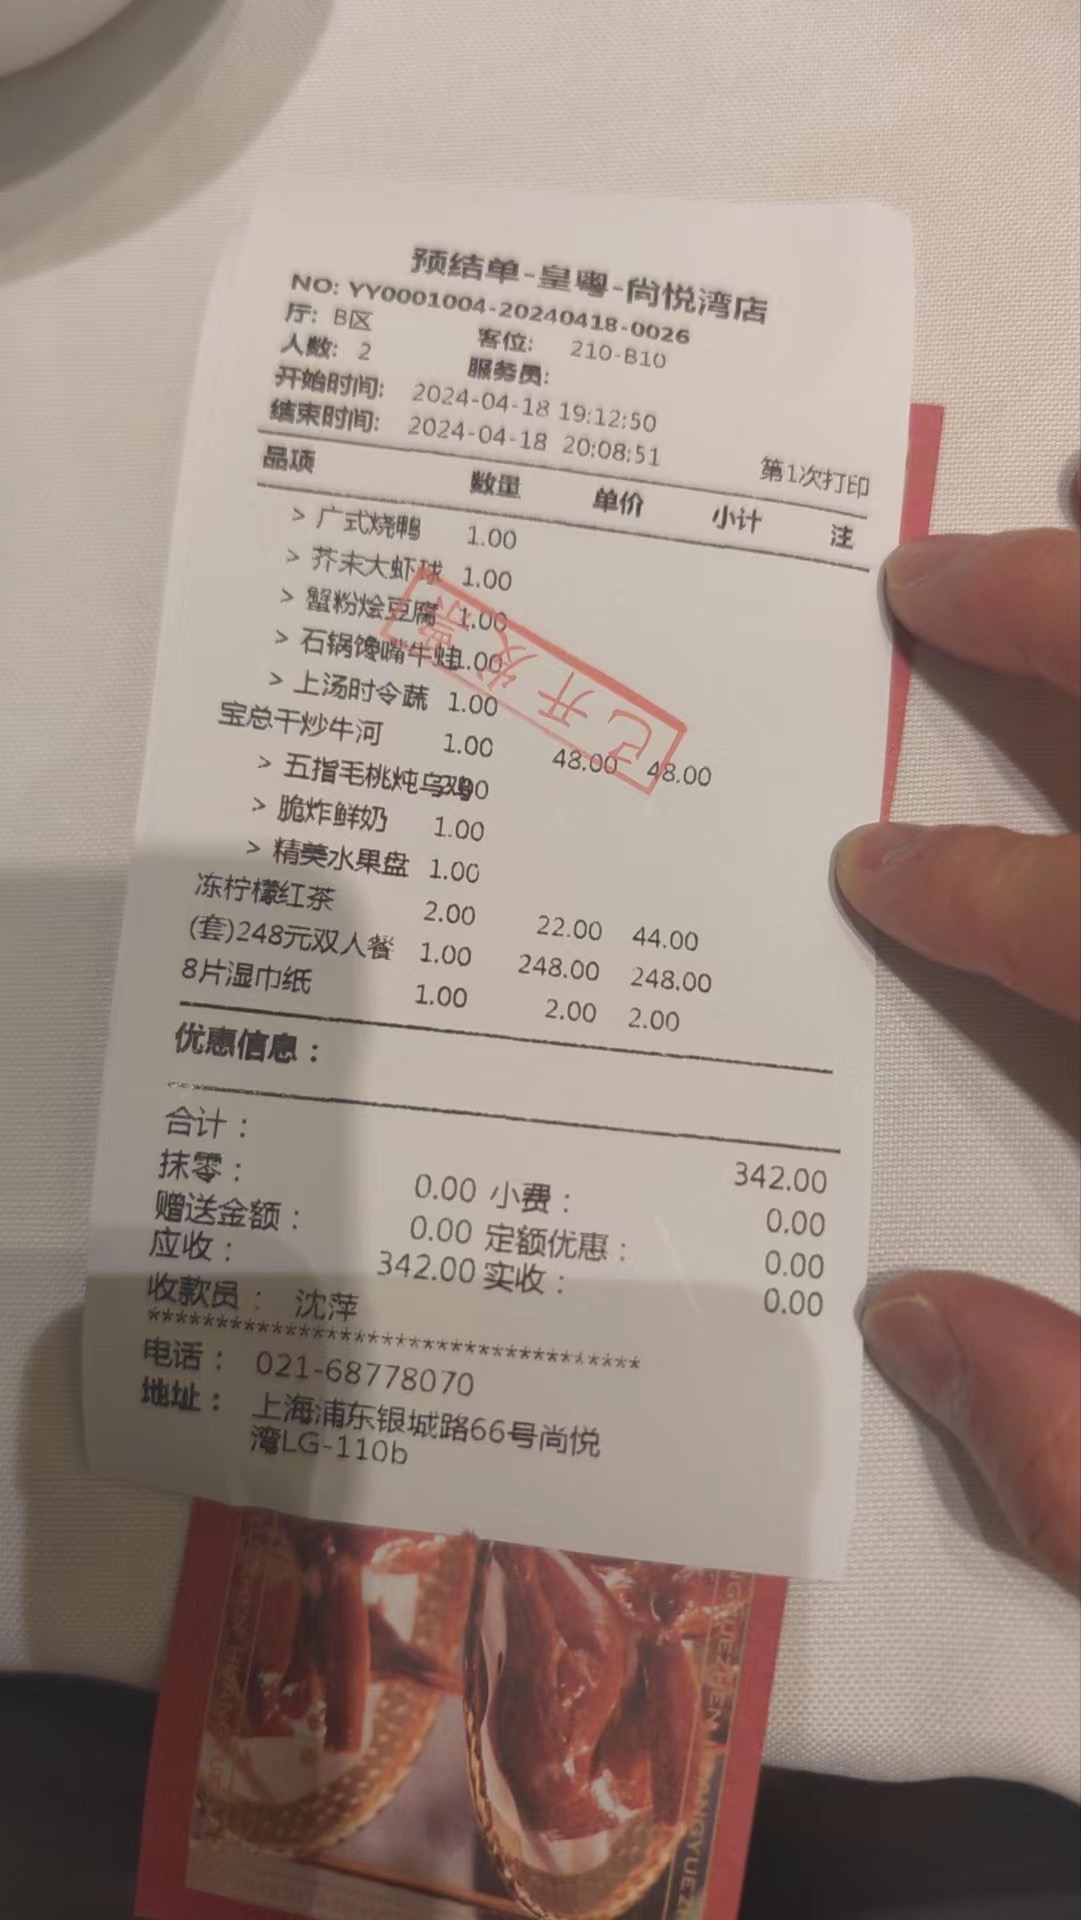 预结单-皇粤-尚悦湾店
NO: YY0001004-20240418-0026
厅: B区 客位: 210-B10
人数: 2 服务员:
开始时间: 2024-04-18 19:12:50
结束时间: 2024-04-18 20:08:51
第1次打印
品项 数量 单价 小计 注
> 广式烧鸭 1.00
> 芥末大虾球 1.00
> 蟹粉烩豆腐 1.00
> 石锅馋嘴牛蛙 1.00
> 上汤时令蔬 1.00
宝总干炒牛河 1.00 48.00 48.00
> 五指毛桃炖乌鸡
> 脆炸鲜奶 1.00
> 精美水果盘 1.00
冻柠檬红茶 2.00 22.00 44.00
(套)248元双人餐 1.00 248.00 248.00
8片湿巾纸 1.00 2.00 2.00
已开发票
优惠信息：
合计： 342.00
抹零： 0.00 小费： 0.00
赠送金额： 0.00 定额优惠： 0.00
应收： 342.00 实收： 0.00
收款员： 沈萍
************************************
电话： 021-68778070
地址： 上海浦东银城路66号尚悦
湾LG-110b